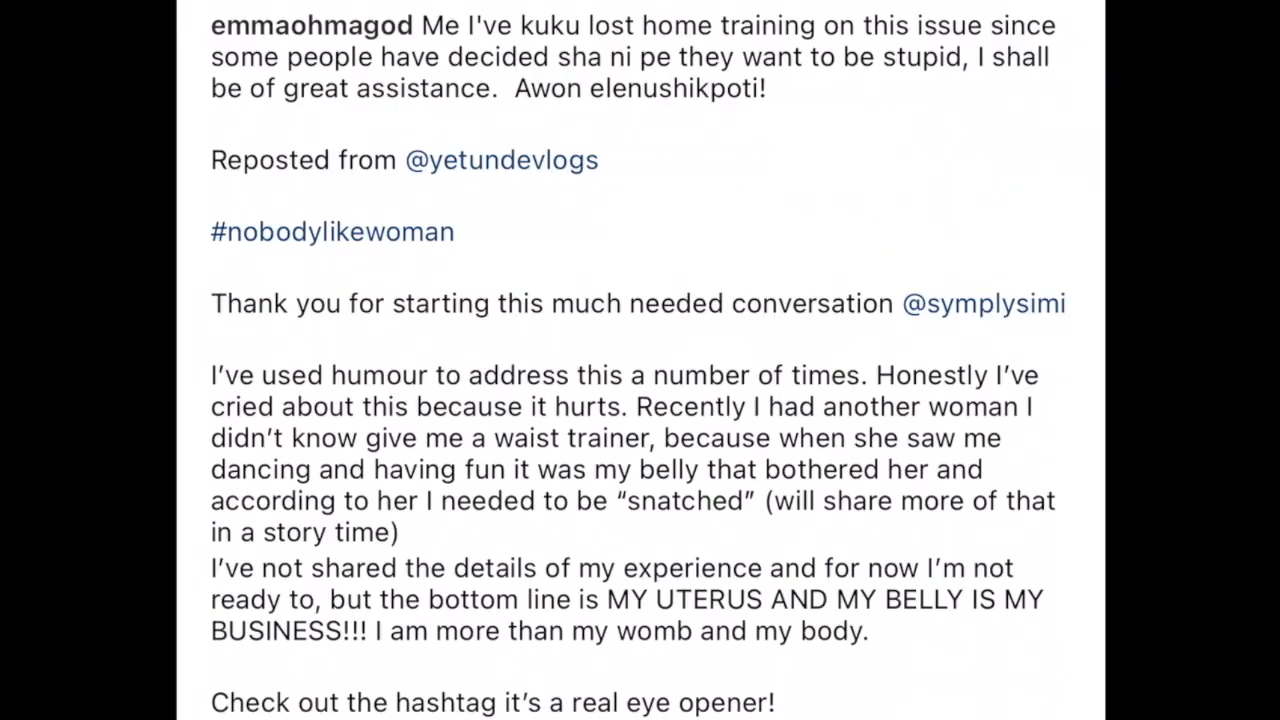 emmaohmagod Me I've kuku lost home training on this issue since
some people have decided sha ni pe they want to be stupid, I shall
be of great assistance.  Awon elenushikpoti!
Reposted from @yetundevlogs
#nobodylikewoman
Thank you for starting this much needed conversation @symplysimi
I’ve used humour to address this a number of times. Honestly I’ve
cried about this because it hurts. Recently I had another woman I
didn’t know give me a waist trainer, because when she saw me
dancing and having fun it was my belly that bothered her and
according to her I needed to be “snatched” (will share more of that
in a story time)
I’ve not shared the details of my experience and for now I’m not
ready to, but the bottom line is MY UTERUS AND MY BELLY IS MY
BUSINESS!!! I am more than my womb and my body.
Check out the hashtag it’s a real eye opener!